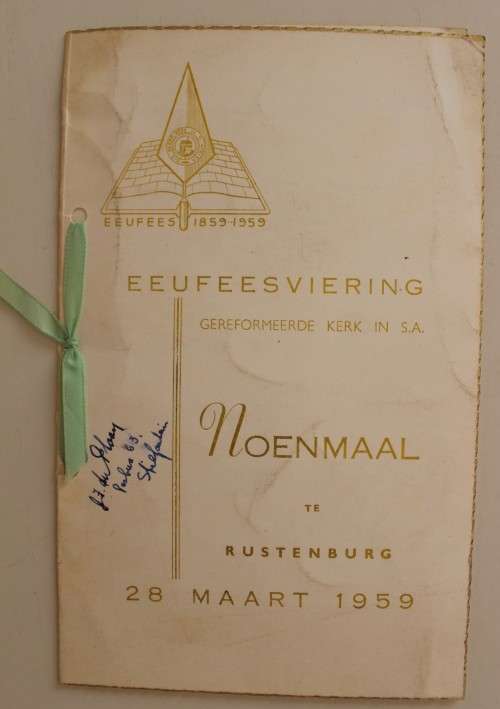 EEUFEES 1859-1959
EEUFEESVIERING
GEREFORMEERDE KERK IN S.A.
NOENMAAL
TE
RUSTENBURG
28 MAART 1959